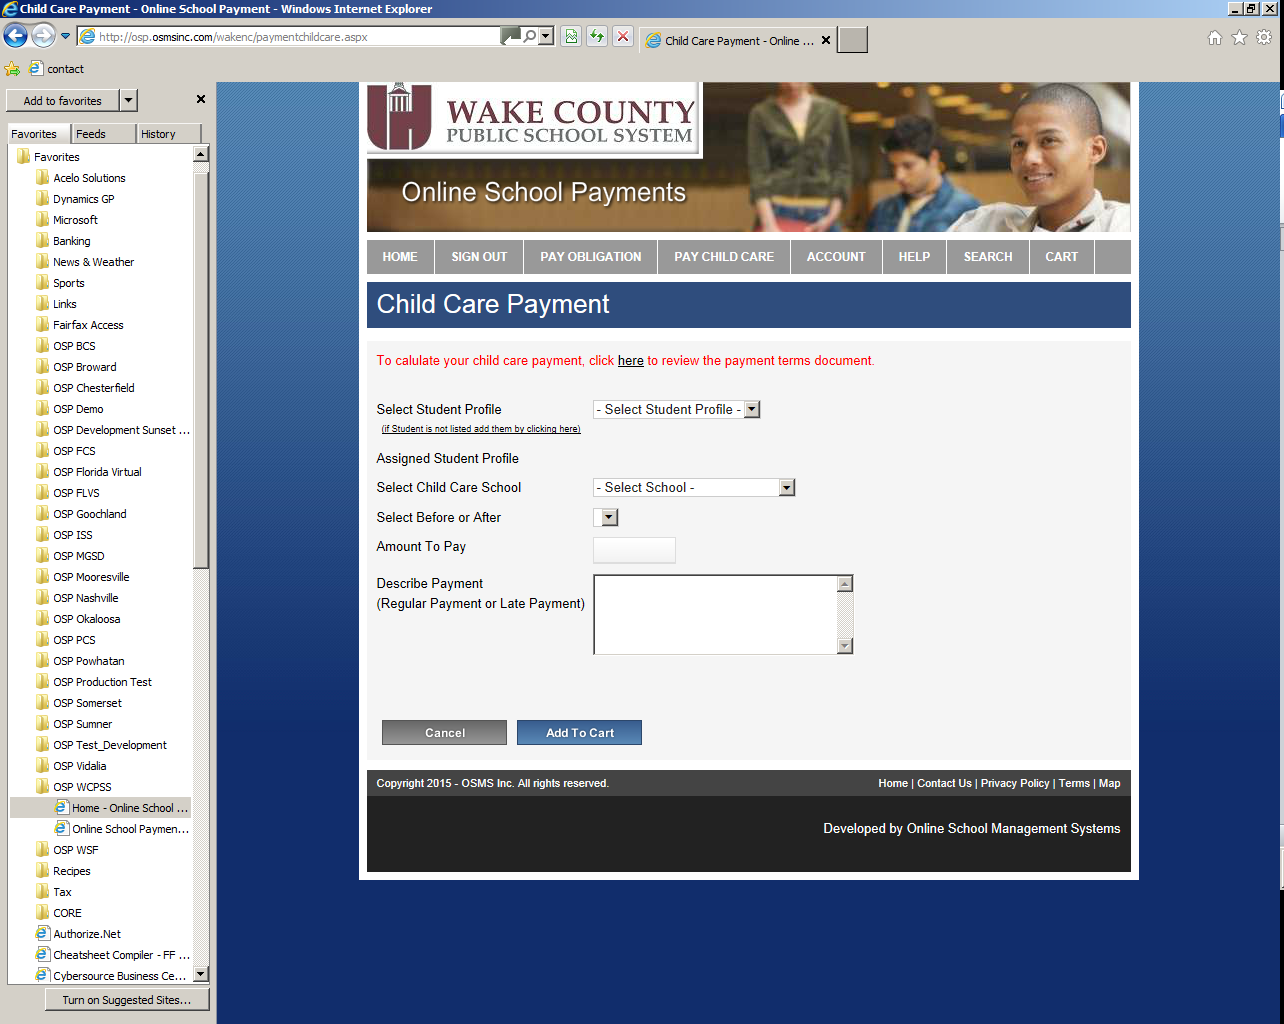 Child Care Payment - Online School Payment - Windows Internet Explorer
http://osp.osmsinc.com/wakenc/paymentchildcare.aspx
Child Care Payment - Online ...
contact
Add to favorites
Favorites
Feeds
History
Favorites
Acelo Solutions
Dynamics GP
Microsoft
Banking
News & Weather
Sports
Links
Fairfax Access
OSP BCS
OSP Broward
OSP Chesterfield
OSP Demo
OSP Development Sunset ...
OSP FCS
OSP Florida Virtual
OSP FLVS
OSP Goochland
OSP ISS
OSP MGSD
OSP Mooresville
OSP Nashville
OSP Okaloosa
OSP PCS
OSP Powhatan
OSP Production Test
OSP Somerset
OSP Sumner
OSP Test_Development
OSP Vidalia
OSP WCPSS
Home - Online School ...
Online School Paymen...
OSP WSF
Recipes
Tax
CORE
Authorize.Net
Cheatsheet Compiler - FF ...
Cybersource Business Ce...
Turn on Suggested Sites...
WAKE COUNTY
PUBLIC SCHOOL SYSTEM
Online School Payments
HOME SIGN OUT PAY OBLIGATION PAY CHILD CARE ACCOUNT HELP SEARCH CART
Child Care Payment
To calulate your child care payment, click here to review the payment terms document.
Select Student Profile - Select Student Profile -
(if Student is not listed add them by clicking here)
Assigned Student Profile
Select Child Care School - Select School -
Select Before or After
Amount To Pay
Describe Payment
(Regular Payment or Late Payment)
Cancel Add To Cart
Copyright 2015 - OSMS Inc. All rights reserved. Home | Contact Us | Privacy Policy | Terms | Map
Developed by Online School Management Systems